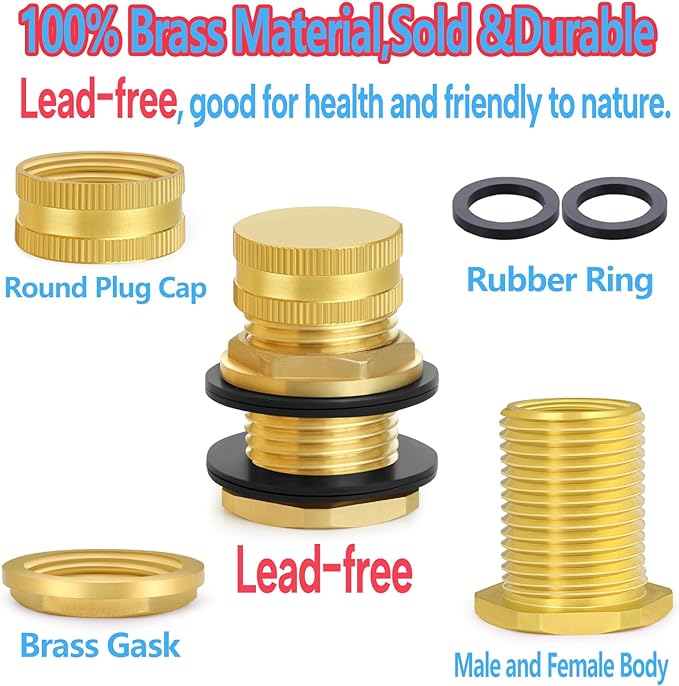 100% Brass Material,Sold &Durable
Lead-free, good for health and friendly to nature.
Round Plug Cap
Rubber Ring
Lead-free
Brass Gask
Male and Female Body